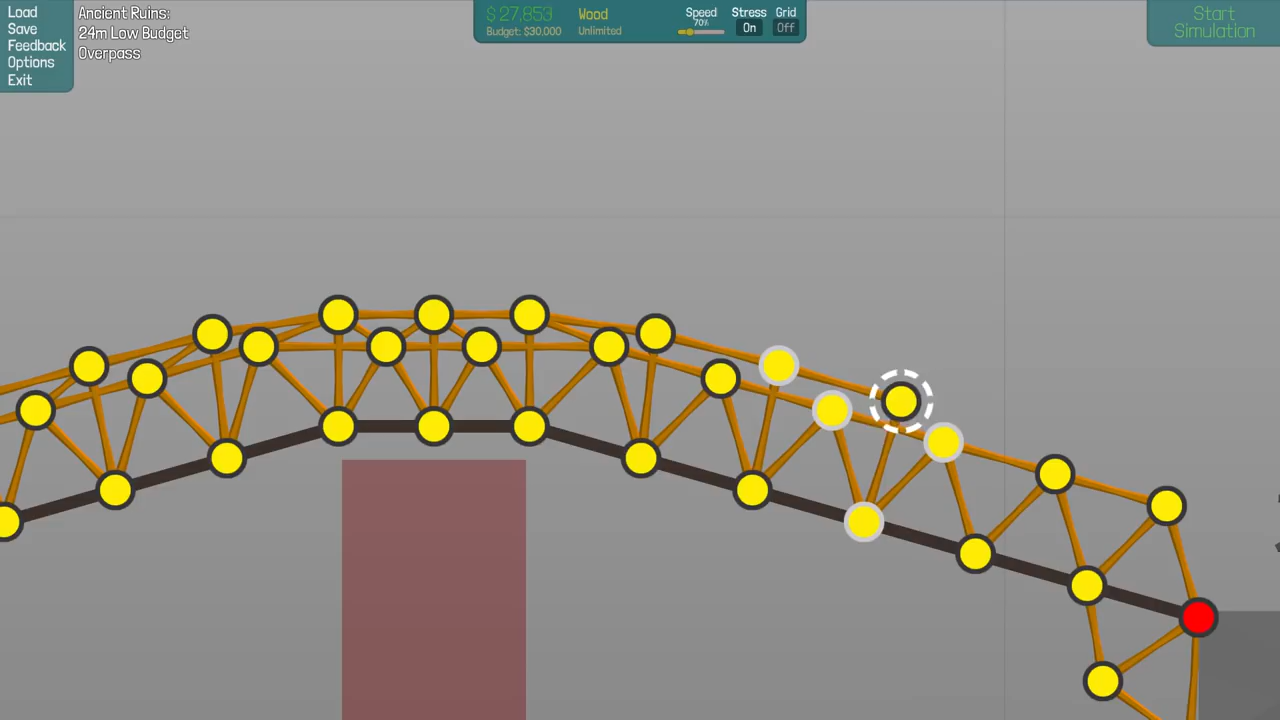 Load
Save
Feedback
Options
Exit
Ancient Ruins:
24m Low Budget
Overpass
$ 27,853
Budget: $30,000
Wood
Unlimited
Speed
70%
Stress
On
Grid
Off
Start
Simulation